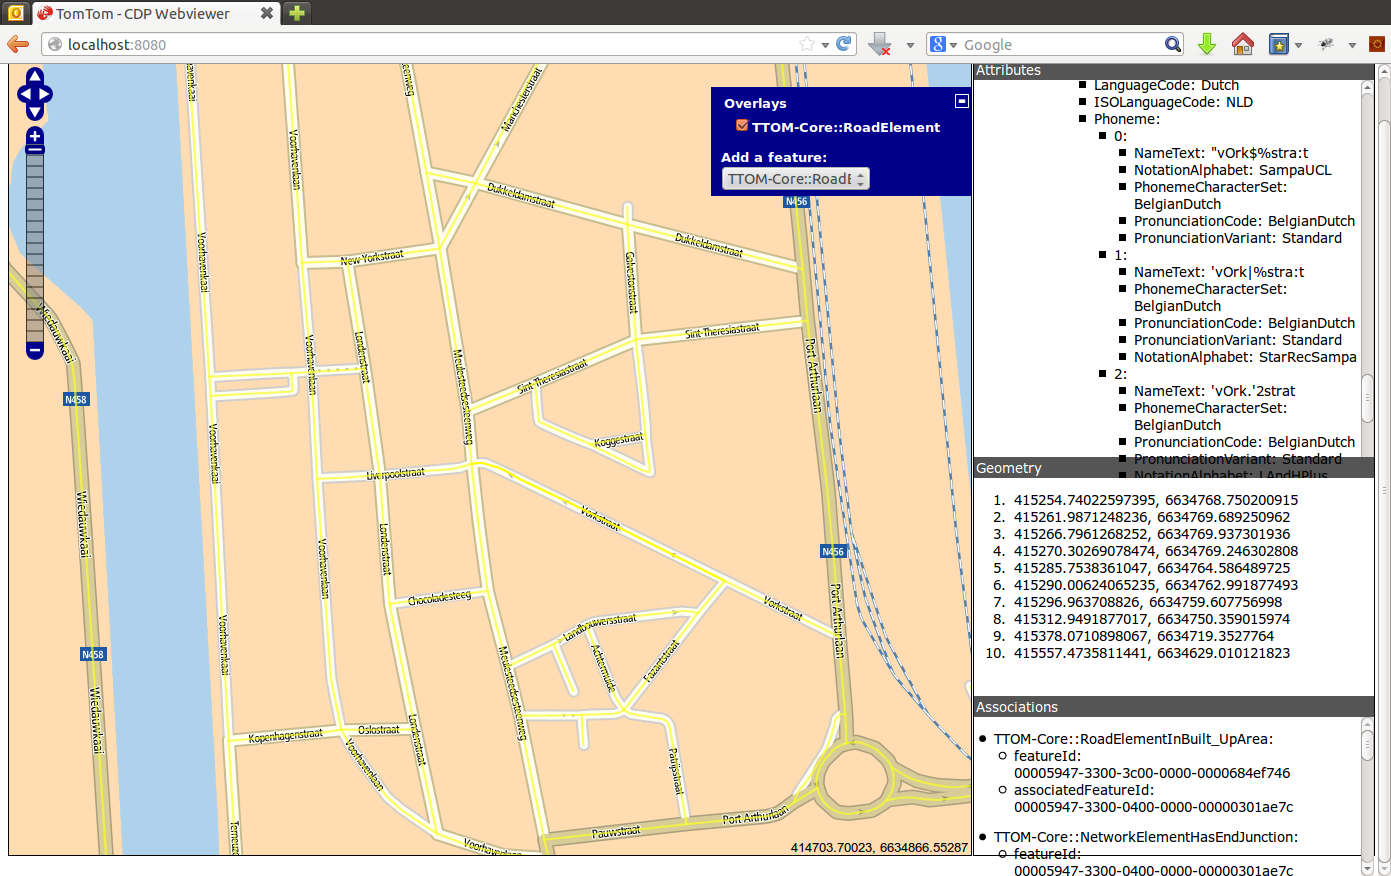 TomTom - CDP Webviewer
localhost:8080
Google
Attributes
LanguageCode: Dutch
ISOLanguageCode: NLD
Phoneme:
0:
NameText: "vOrk$%stra:t
NotationAlphabet: SampaUCL
PhonemeCharacterSet:
BelgianDutch
PronunciationCode: BelgianDutch
PronunciationVariant: Standard
1:
NameText: 'vOrk|%stra:t
PhonemeCharacterSet:
BelgianDutch
PronunciationCode: BelgianDutch
PronunciationVariant: Standard
NotationAlphabet: StarRecSampa
2:
NameText: 'vOrk.'2strat
PhonemeCharacterSet:
BelgianDutch
PronunciationCode: BelgianDutch
PronunciationVariant: Standard
NotationAlphabet: LAndHPlus
Geometry
1. 415254.74022597395, 6634768.750200915
2. 415261.9871248236, 6634769.689250962
3. 415266.7961268252, 6634769.937301936
4. 415270.30269078474, 6634769.246302808
5. 415285.7538361047, 6634764.586489725
6. 415290.00624065235, 6634762.991877493
7. 415296.963708826, 6634759.607756998
8. 415312.9491877017, 6634750.359015974
9. 415378.0710898067, 6634719.3527764
10. 415557.4735811441, 6634629.010121823
Associations
TTOM-Core::RoadElementInBuilt_UpArea:
featureId:
00005947-3300-3c00-0000-0000684ef746
associatedFeatureId:
00005947-3300-0400-0000-00000301ae7c
TTOM-Core::NetworkElementHasEndJunction:
featureId:
00005947-3300-0400-0000-00000301ae7c
Overlays
TTOM-Core::RoadElement
Add a feature:
TTOM-Core::RoadE
N456
Voorhavenlaan
Manchesterstraat
Dukkeldamstraat
Dukkeldamstraat
Voorhavenkaai
New-Yorkstraat
Galvestonstraat
Wiedauwkaai
Voorhavenlaan
Londenstraat
Meulesteedsesteenweg
Sint-Theresiastraat
Sint-Theresiastraat
Port Arthurlaan
N458
Voorhavenkaai
Koggestraat
Liverpoolstraat
Wiedauwkaai
Voorhavenlaan
Londenstraat
Vorkstraat
N456
Chocoladesteeg
Vorkstraat
Port Arthurlaan
Voorhavenkaai
Landbouwersstraat
Achtermuide
Fazantstraat
N458
Meulesteedsesteenweg
Wiedauwkaai
Kopenhagenstraat
Oslostraat
Londenstraat
Voorhavenlaan
Patrijsstraat
Port Arthurlaan
Pauwstraat
414703.70023, 6634866.55287